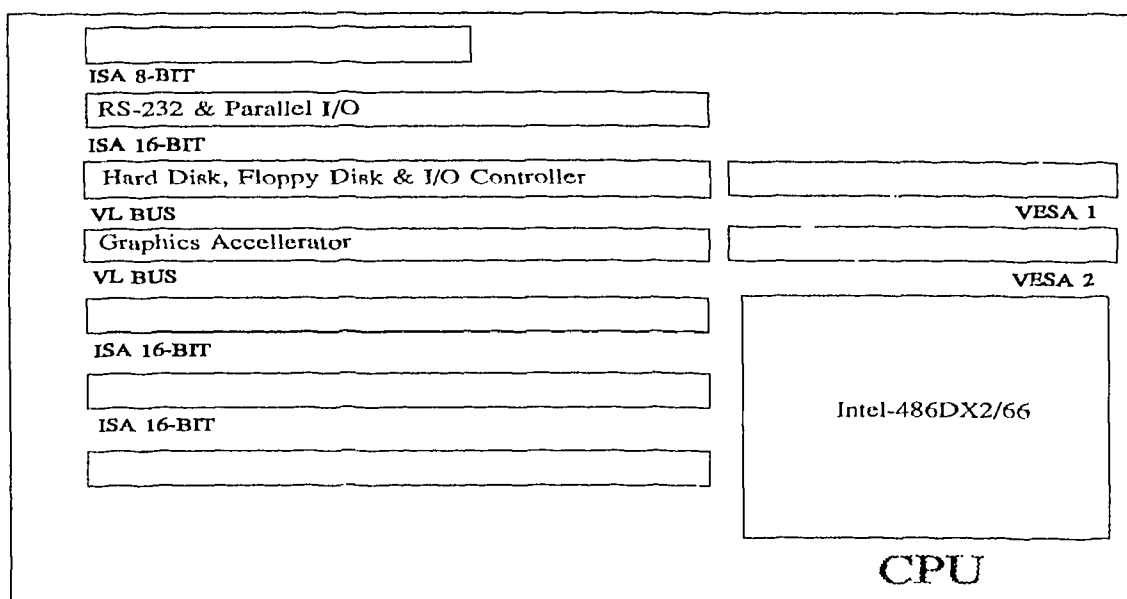 ISA 8-BIT
RS-232 & Parallel I/O
ISA 16-BIT
Hard Disk, Floppy Disk & I/O Controller
VL BUS
VESA 1
Graphics Accellerator
VL BUS
VESA 2
ISA 16-BIT
ISA 16-BIT
Intel-486DX2/66
CPU